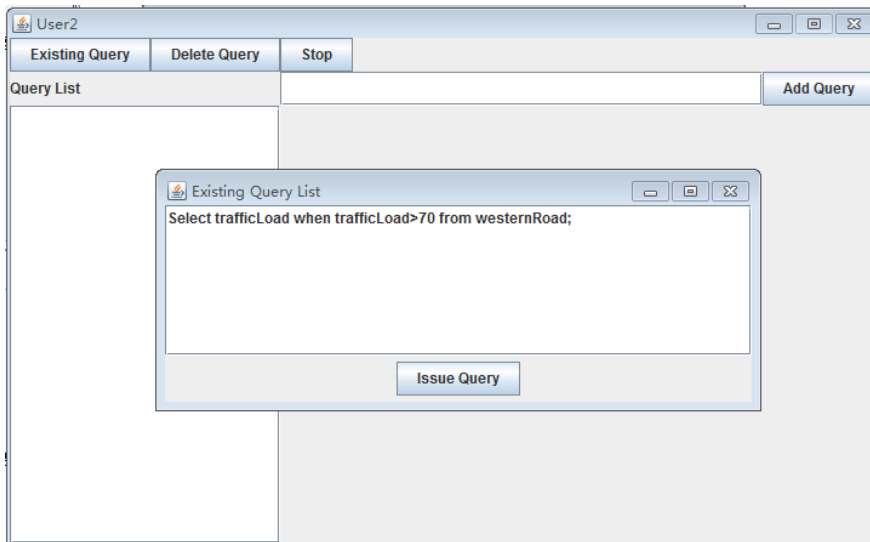 User2
Existing Query Delete Query Stop
Query List Add Query
Existing Query List
Select trafficLoad when trafficLoad>70 from westernRoad;
Issue Query